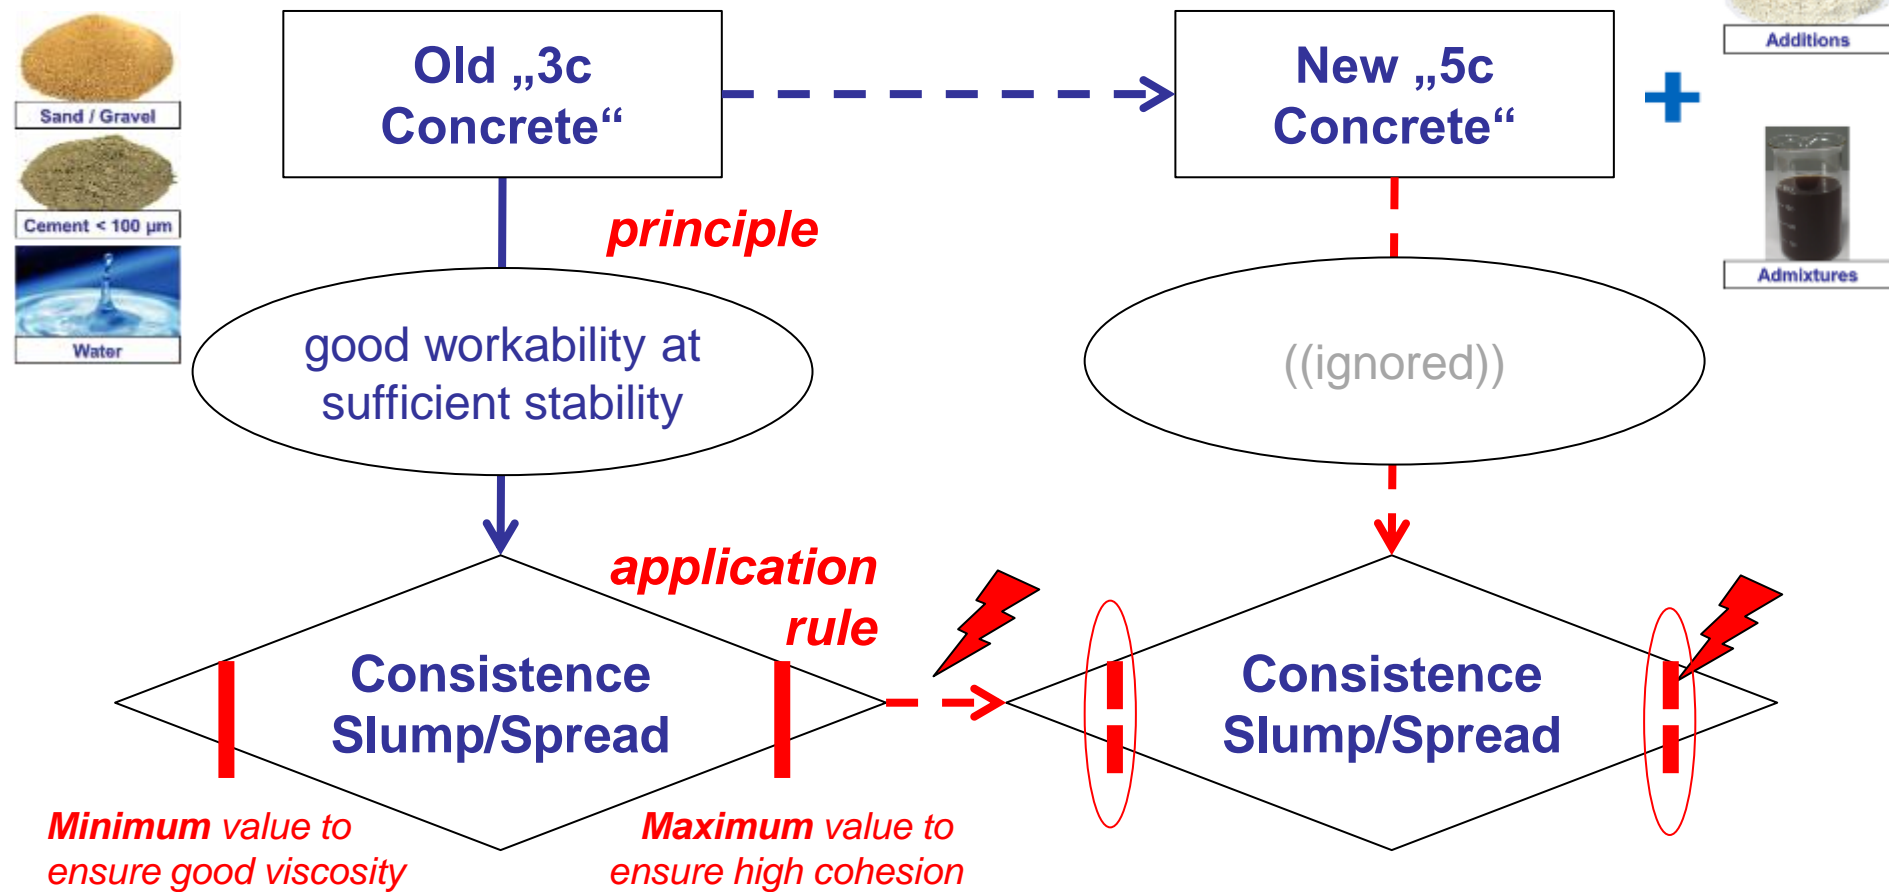 Sand / Gravel
Cement < 100 µm
Water
Old „3c
Concrete“
New „5c
Concrete“
Additions
Admixtures
principle
good workability at
sufficient stability
((ignored))
application
rule
Consistence
Slump/Spread
Consistence
Slump/Spread
Minimum value to
ensure good viscosity
Maximum value to
ensure high cohesion